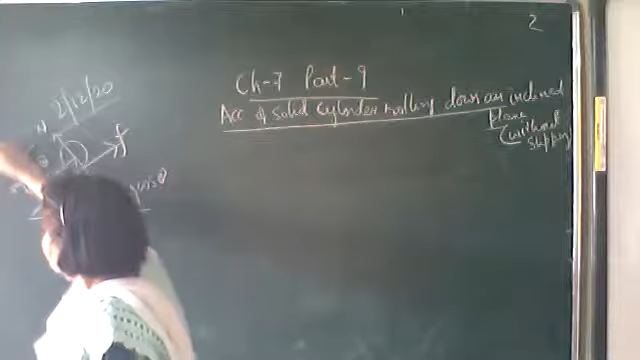 2
Ch-7 Part-9
2/12/20
Acc of solid cylinder rolling down an inclined
plane
(without
slipping)
N
f
θ